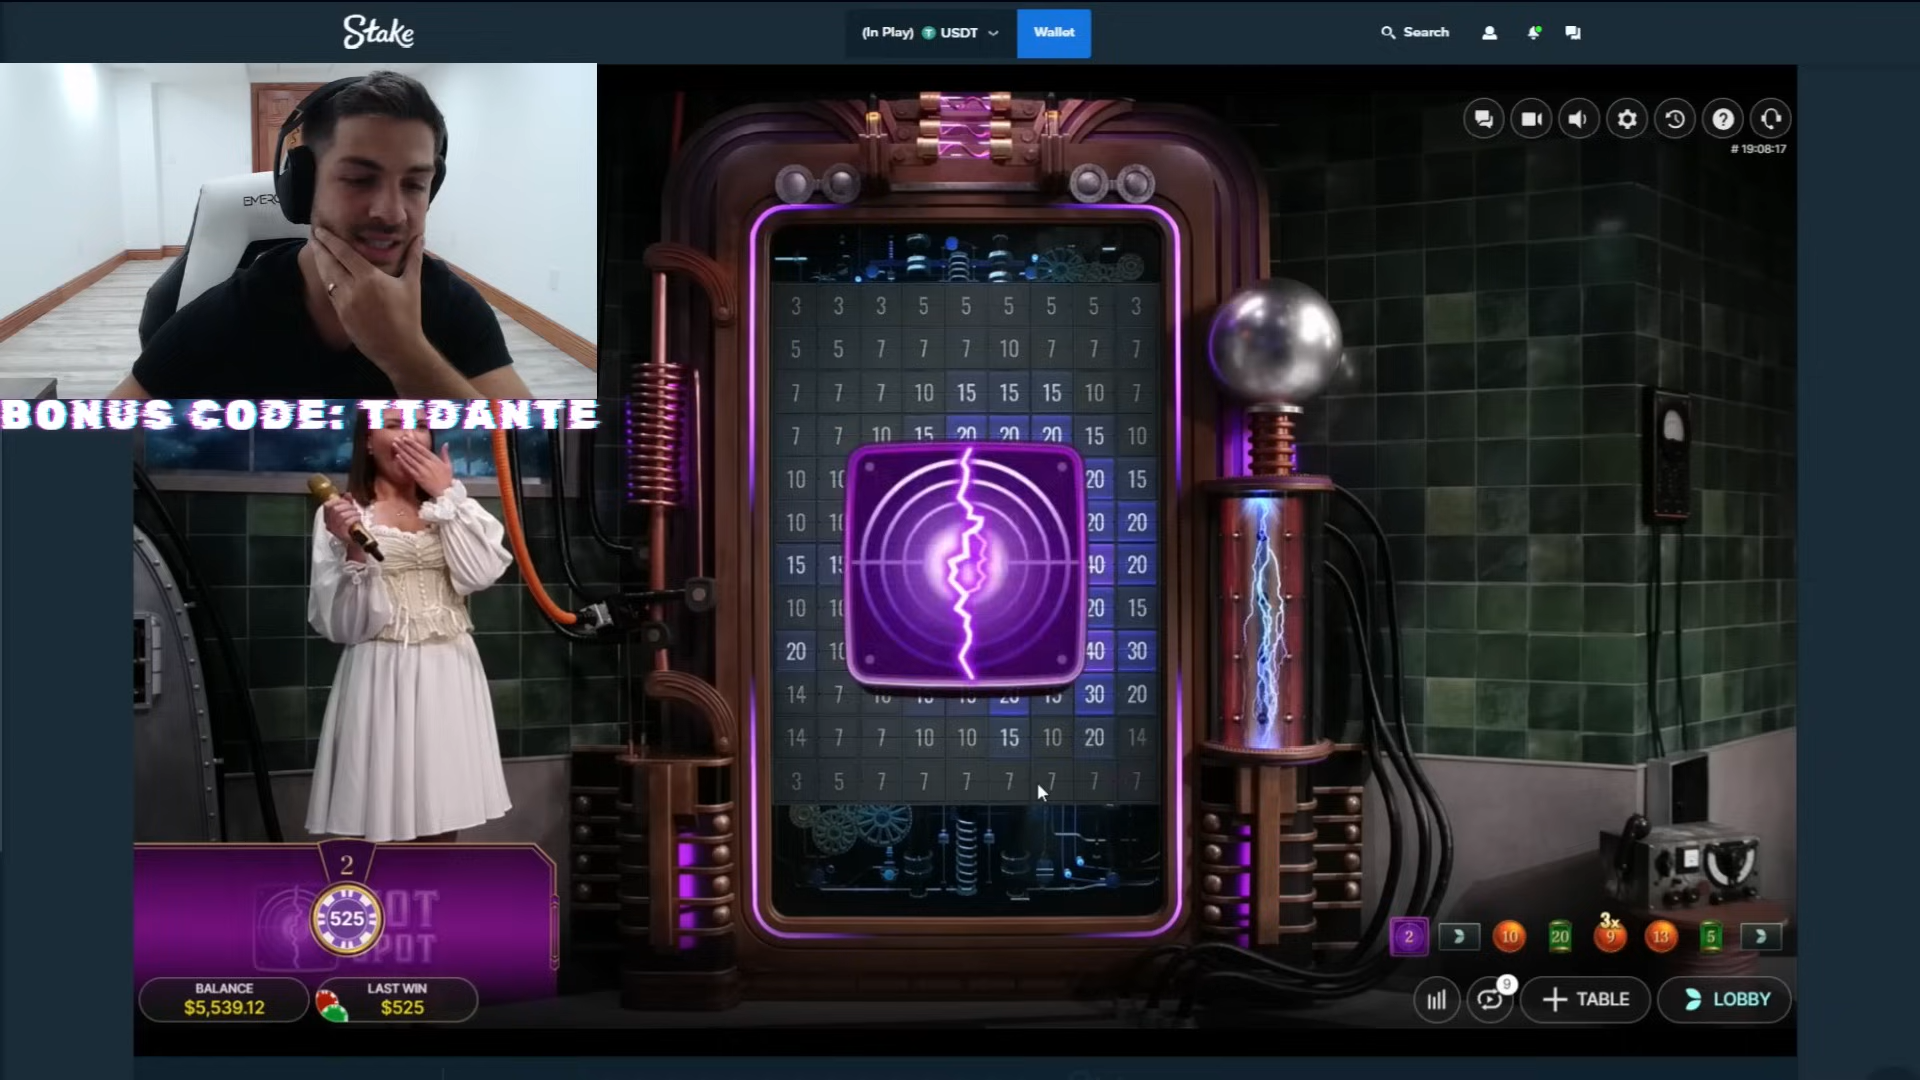 Stake
(In Play) USDT
Wallet
Search
# 19:08:17
BONUS CODE: TTDANTE
3 3 3 5 5 5 5 5 3
5 5 7 7 7 10 7 7 7
7 7 7 10 15 15 15 10 7
7 7 10 15 20 20 20 15 10
10 20 15
10 20 20
15 20
10 20 15
20 30
14 7 30 20
14 7 7 10 10 15 10 20 14
3 5 7 7 7 7 7 7 7
2
525
BALANCE
$5,539.12
LAST WIN
$525
2 10 20 3x 9 13 5
9
TABLE
LOBBY